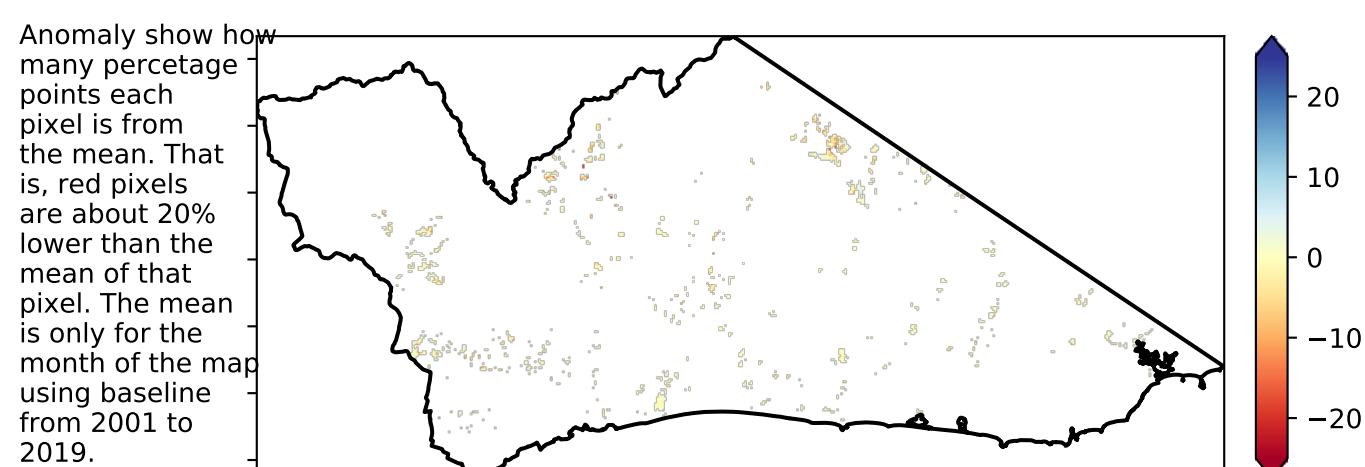 Anomaly show how
many percetage
points each
pixel is from
the mean. That
is, red pixels
are about 20%
lower than the
mean of that
pixel. The mean
is only for the
month of the map
using baseline
from 2001 to
2019.
20
10
0
−10
−20